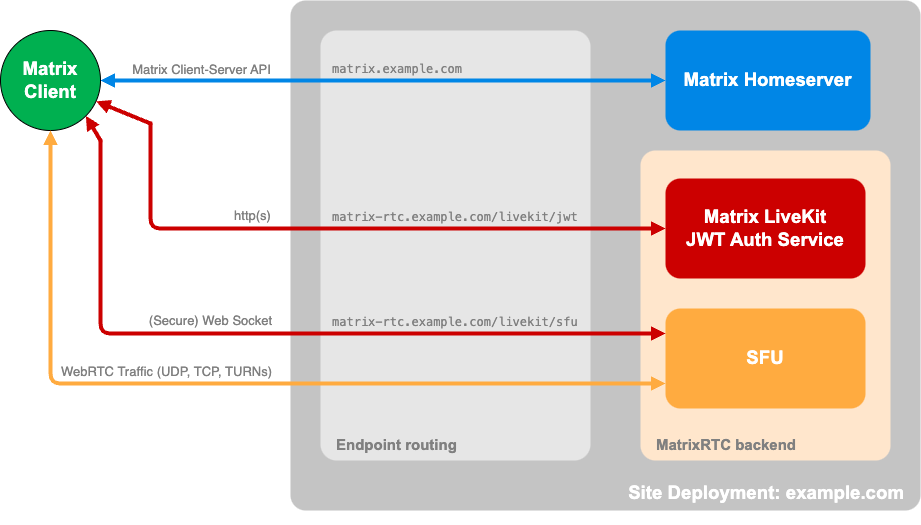 Matrix
Client
Matrix Client-Server API
matrix.example.com
Matrix Homeserver
http(s)
matrix-rtc.example.com/livekit/jwt
Matrix LiveKit
JWT Auth Service
(Secure) Web Socket
matrix-rtc.example.com/livekit/sfu
SFU
WebRTC Traffic (UDP, TCP, TURNs)
Endpoint routing
MatrixRTC backend
Site Deployment: example.com